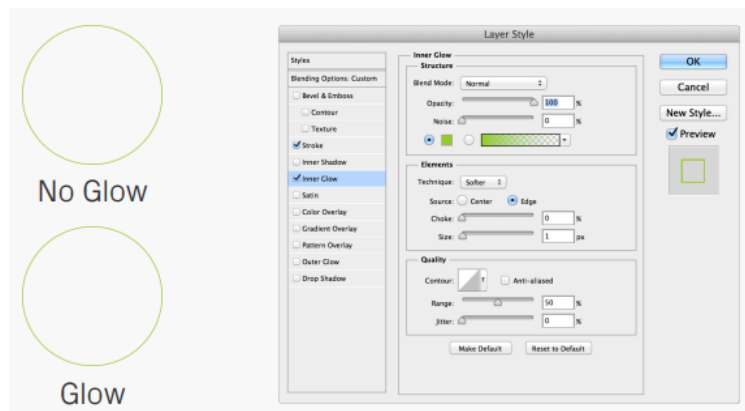 No Glow
Glow
Layer Style
Styles
Blending Options: Custom
Bevel & Emboss
Contour
Texture
Stroke
Inner Shadow
Inner Glow
Satin
Color Overlay
Gradient Overlay
Pattern Overlay
Outer Glow
Drop Shadow
Inner Glow
Structure
Blend Mode: Normal
Opacity: 100 %
Noise: 0 %
Elements
Technique: Softer
Source: Center Edge
Choke: 0 %
Size: 1 px
Quality
Contour: Anti-aliased
Range: 50 %
Jitter: 0 %
Make Default Reset to Default
OK
Cancel
New Style...
Preview